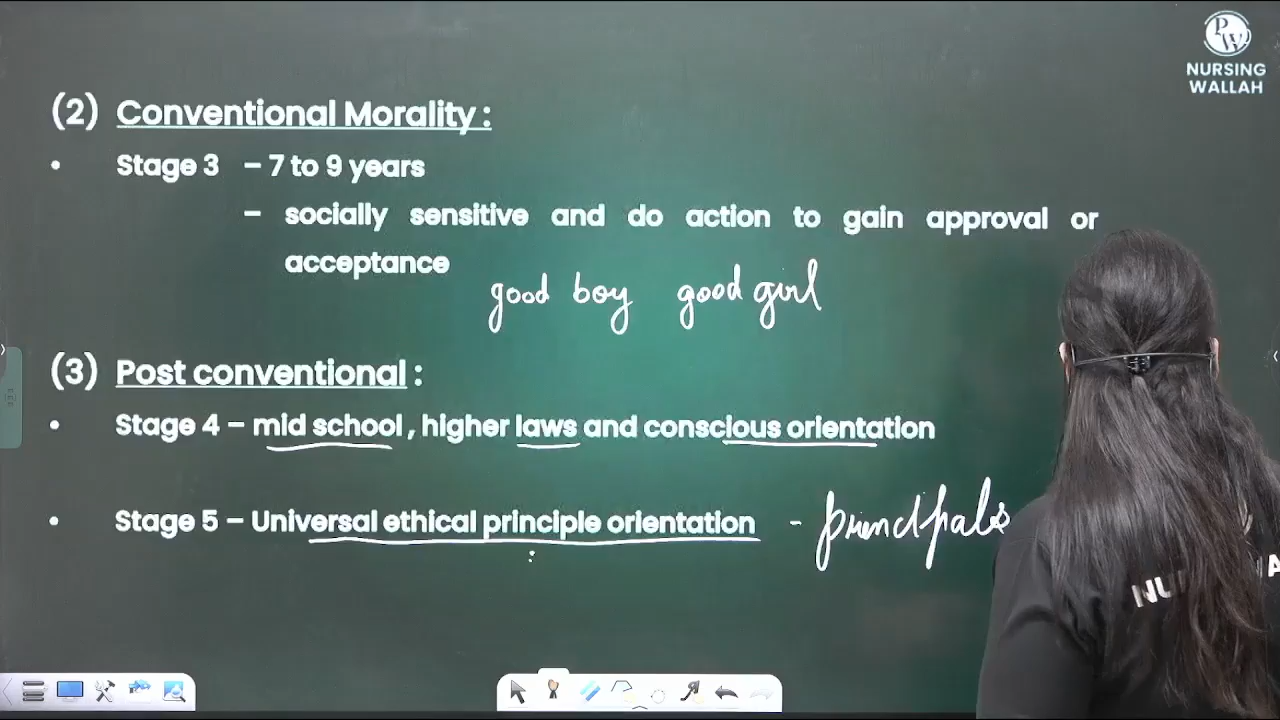 PW
NURSING
WALLAH
(2) Conventional Morality :
• Stage 3 – 7 to 9 years
– socially sensitive and do action to gain approval or
acceptance
good boy good girl
(3) Post conventional :
• Stage 4 – mid school , higher laws and conscious orientation
• Stage 5 – Universal ethical principle orientation - principals